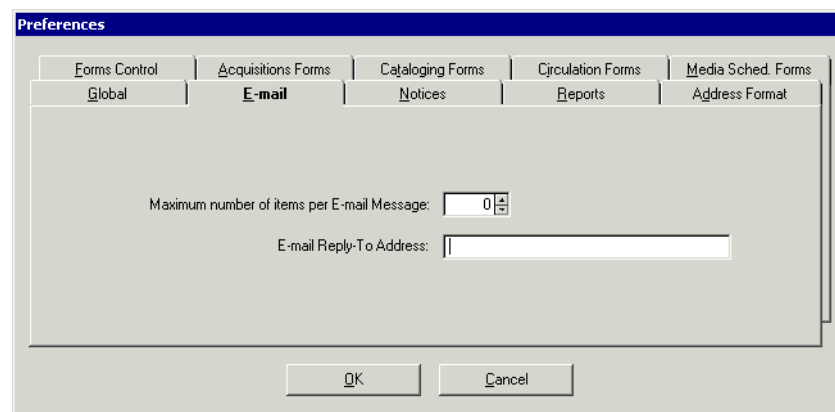 Preferences
Forms Control Acquisitions Forms Cataloging Forms Circulation Forms Media Sched. Forms
Global E-mail Notices Reports Address Format
Maximum number of items per E-mail Message: 0
E-mail Reply-To Address:
OK Cancel